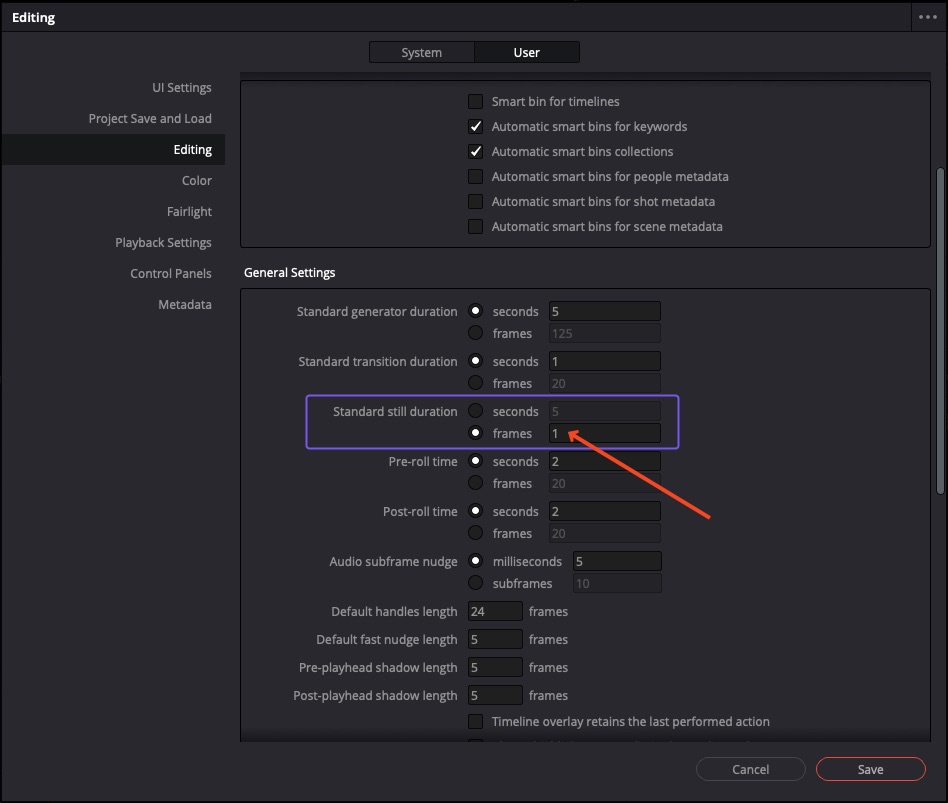 Editing
System User
UI Settings
Project Save and Load
Editing
Color
Fairlight
Playback Settings
Control Panels
Metadata
Smart bin for timelines
Automatic smart bins for keywords
Automatic smart bins collections
Automatic smart bins for people metadata
Automatic smart bins for shot metadata
Automatic smart bins for scene metadata
General Settings
Standard generator duration seconds 5
frames 125
Standard transition duration seconds 1
frames 20
Standard still duration seconds 5
frames 1
Pre-roll time seconds 2
frames 20
Post-roll time seconds 2
frames 20
Audio subframe nudge milliseconds 5
subframes 10
Default handles length 24 frames
Default fast nudge length 5 frames
Pre-playhead shadow length 5 frames
Post-playhead shadow length 5 frames
Timeline overlay retains the last performed action
Cancel Save